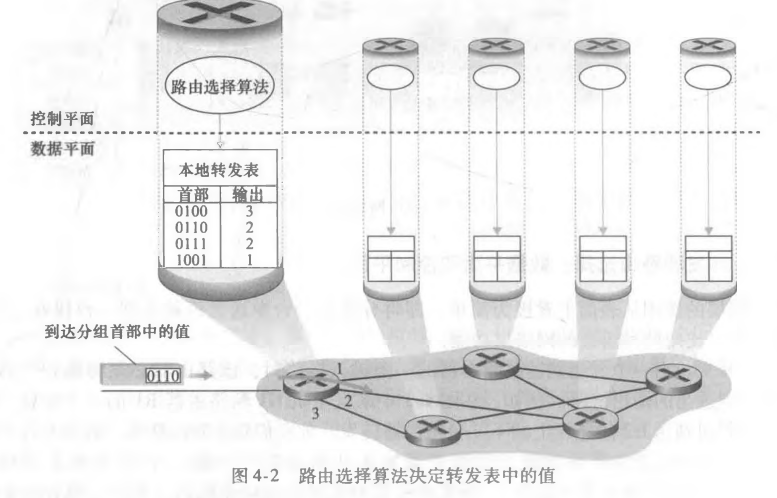 路由选择算法
控制平面
数据平面
本地转发表
首部 输出
0100 3
0110 2
0111 2
1001 1
到达分组首部中的值
0110
1
2
3
图 4-2 路由选择算法决定转发表中的值